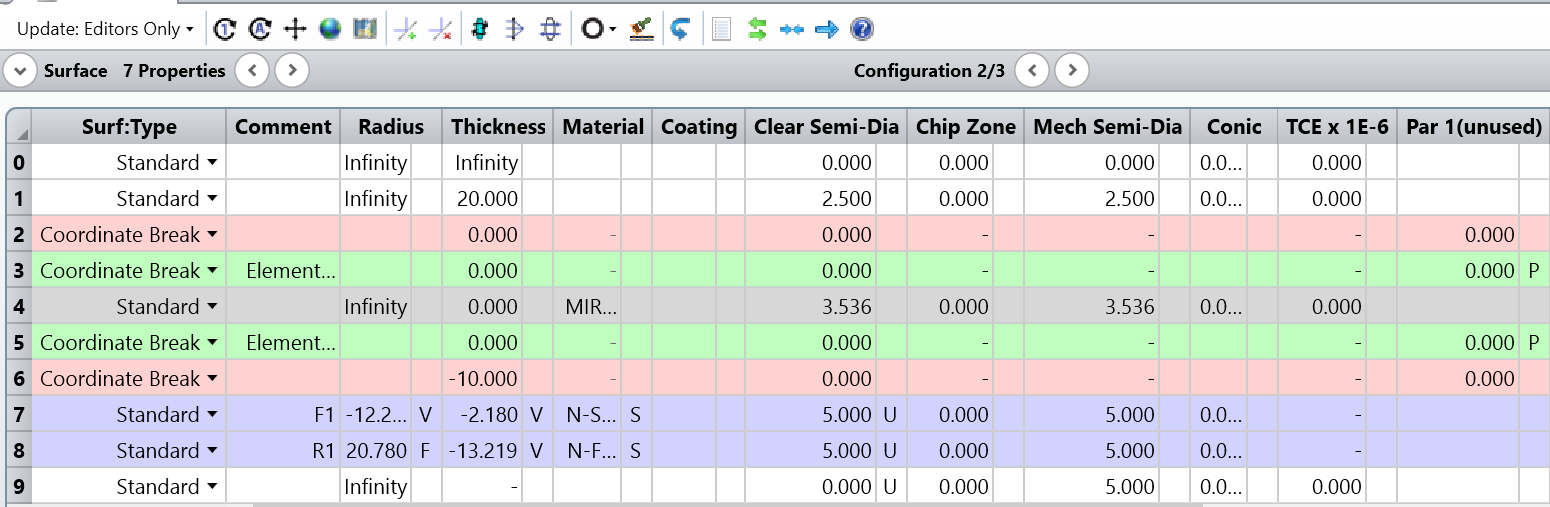 Update: Editors Only
Surface 7 Properties Configuration 2/3
Surf:Type Comment Radius Thickness Material Coating Clear Semi-Dia Chip Zone Mech Semi-Dia Conic TCE x 1E-6 Par 1(unused)
0 Standard Infinity Infinity 0.000 0.000 0.000 0.0... 0.000
1 Standard Infinity 20.000 2.500 0.000 2.500 0.0... 0.000
2 Coordinate Break 0.000 - 0.000 - - - 0.000
3 Coordinate Break Element... 0.000 - 0.000 - - - 0.000 P
4 Standard Infinity 0.000 MIR... 3.536 0.000 3.536 0.0... 0.000
5 Coordinate Break Element... 0.000 - 0.000 - - - 0.000 P
6 Coordinate Break -10.000 - 0.000 - - - 0.000
7 Standard F1 -12.2... V -2.180 V N-S... S 5.000 U 0.000 5.000 0.0... -
8 Standard R1 20.780 F -13.219 V N-F... S 5.000 U 0.000 5.000 0.0... -
9 Standard Infinity - 0.000 U 0.000 5.000 0.0... 0.000